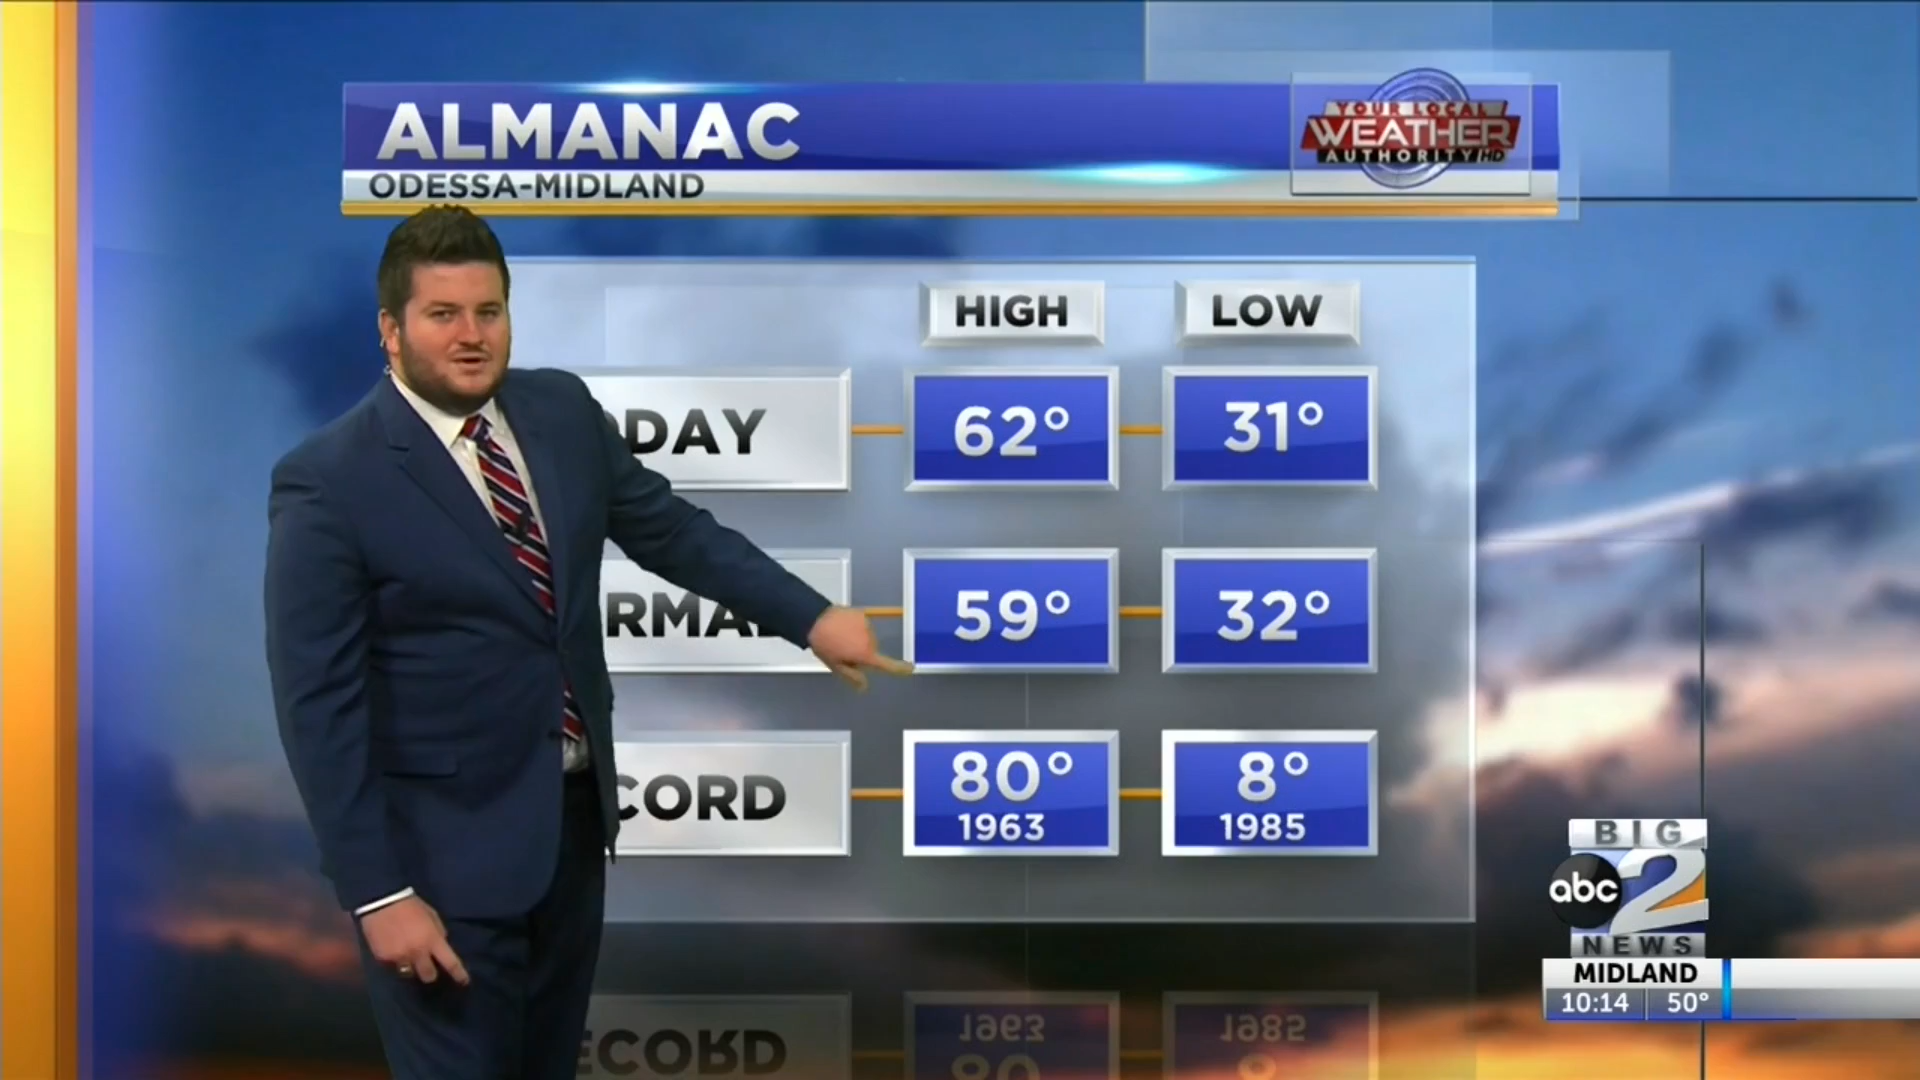 ALMANAC
ODESSA-MIDLAND
YOUR LOCAL
WEATHER
AUTHORITY HD
HIGH LOW
DAY 62° 31°
RMAL 59° 32°
CORD 80° 8°
1963 1985
BIG
abc 2
NEWS
MIDLAND
10:14 50°